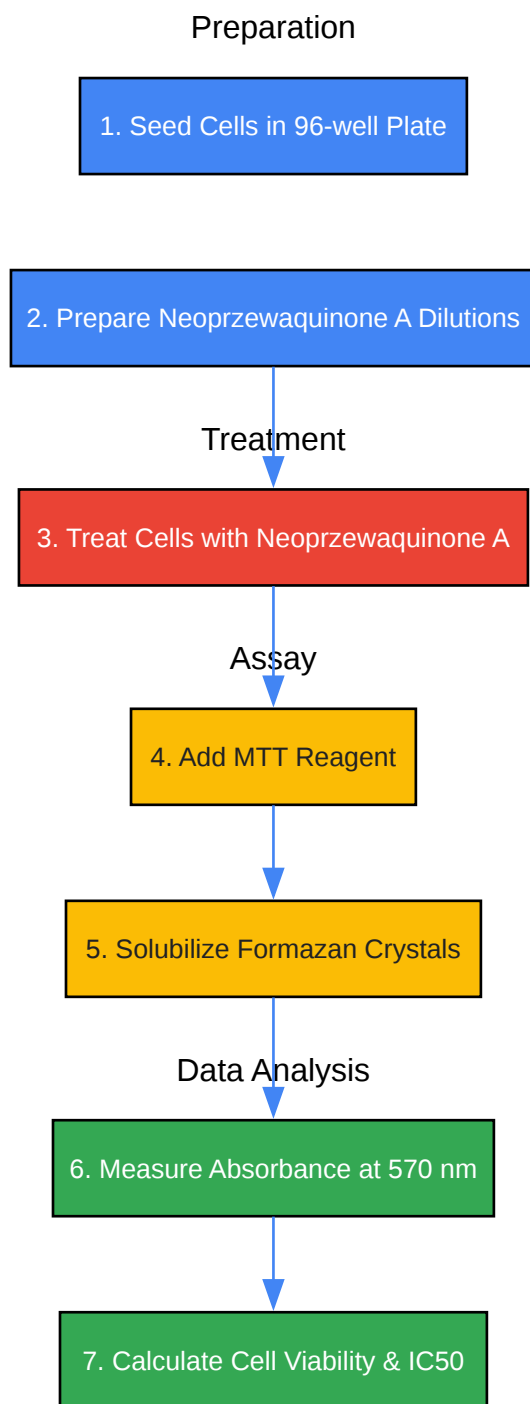 Preparation
1. Seed Cells in 96-well Plate
2. Prepare Neoprzewaquinone A Dilutions
Treatment
3. Treat Cells with Neoprzewaquinone A
Assay
4. Add MTT Reagent
5. Solubilize Formazan Crystals
Data Analysis
6. Measure Absorbance at 570 nm
7. Calculate Cell Viability & IC50